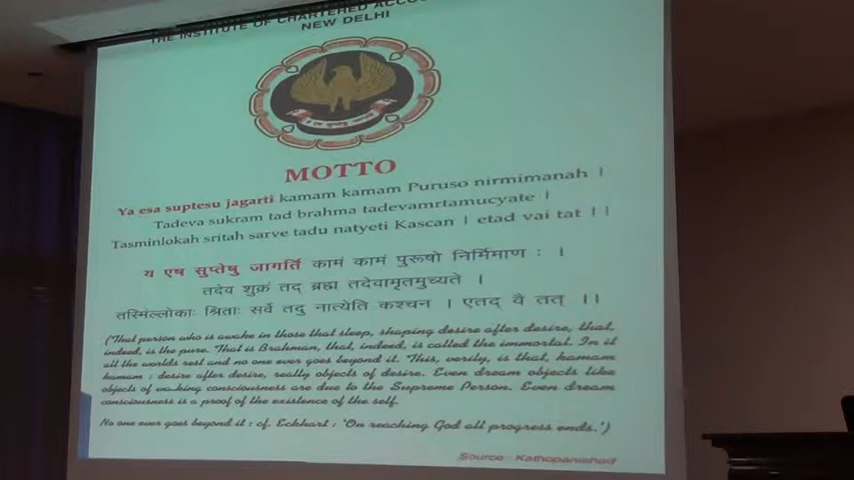 THE INSTITUTE OF CHARTERED ACCOU
NEW DELHI
MOTTO
Ya esa suptesu jagarti kamam kamam Puruso nirmimanah ।
Tadeva sukram tad brahma tadevamrtamucyate ।
Tasminlokah sritah sarve tadu natyeti Kascan । etad vai tat ।।
य एष सुप्तेषु जागर्ति कामं कामं पुरूषो निर्मिमाण : ।
तदेव शुक्रं तद् ब्रह्म तदेवामृतमुच्यते ।
तस्मिंल्लोकाः श्रिताः सर्वे तदु नात्येति कश्चन । एतद् वै तत् ।।
(That person who is awake in those that sleep, shaping desire after desire, that,
indeed, is the pure. That is Brahman, that, indeed, is called the immortal. In it
all the worlds rest and no one ever goes beyond it. This, verily, is that, kamam
kamam : desire after desire, really objects of desire. Even dream objects like
objects of waking consciousness are due to the Supreme Person. Even dream
consciousness is a proof of the existence of the self.
No one ever goes beyond it : cf. Eckhart : 'On reaching God all progress ends.')
Source : Kathopanishad